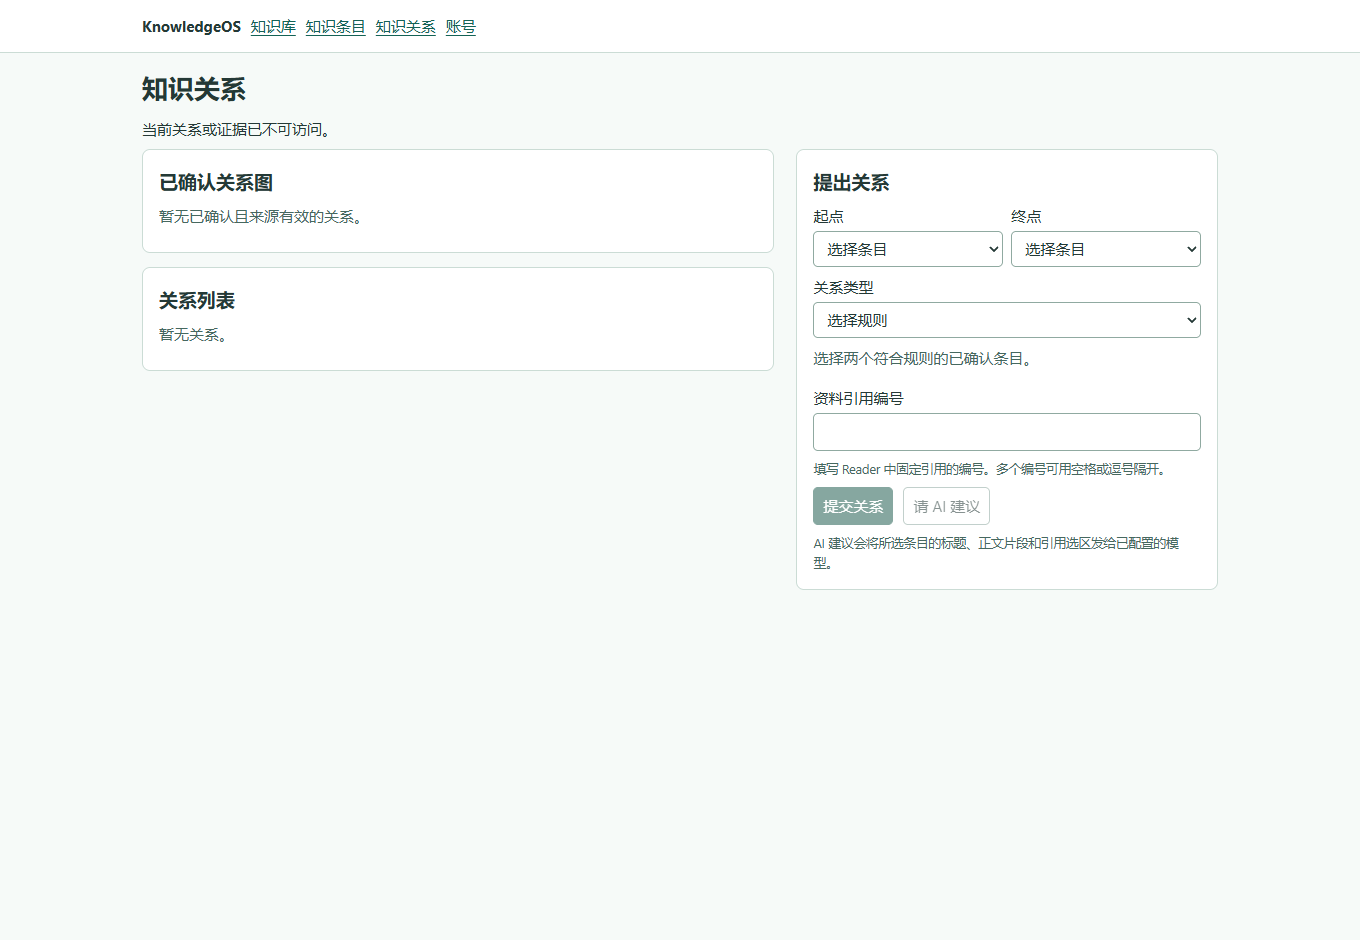 KnowledgeOS 知识库 知识条目 知识关系 账号
知识关系
当前关系或证据已不可访问。
已确认关系图
暂无已确认且来源有效的关系。
关系列表
暂无关系。
提出关系
起点 终点
选择条目 选择条目
关系类型
选择规则
选择两个符合规则的已确认条目。
资料引用编号
填写 Reader 中固定引用的编号。多个编号可用空格或逗号隔开。
提交关系 请 AI 建议
AI 建议会将所选条目的标题、正文片段和引用选区发给已配置的模
型。